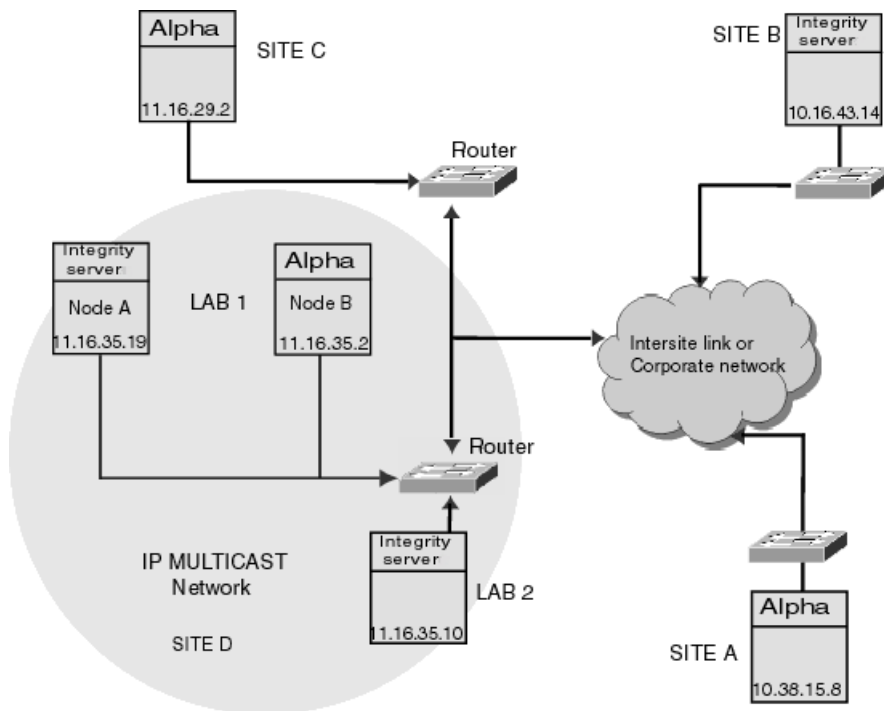 Alpha
11.16.29.2
SITE C
SITE B
Integrity
server
10.16.43.14
Router
Integrity
server
Node A
11.16.35.19
LAB 1
Alpha
Node B
11.16.35.2
Intersite link or
Corporate network
Router
IP MULTICAST
Network
SITE D
Integrity
server
11.16.35.10
LAB 2
SITE A
Alpha
10.38.15.8